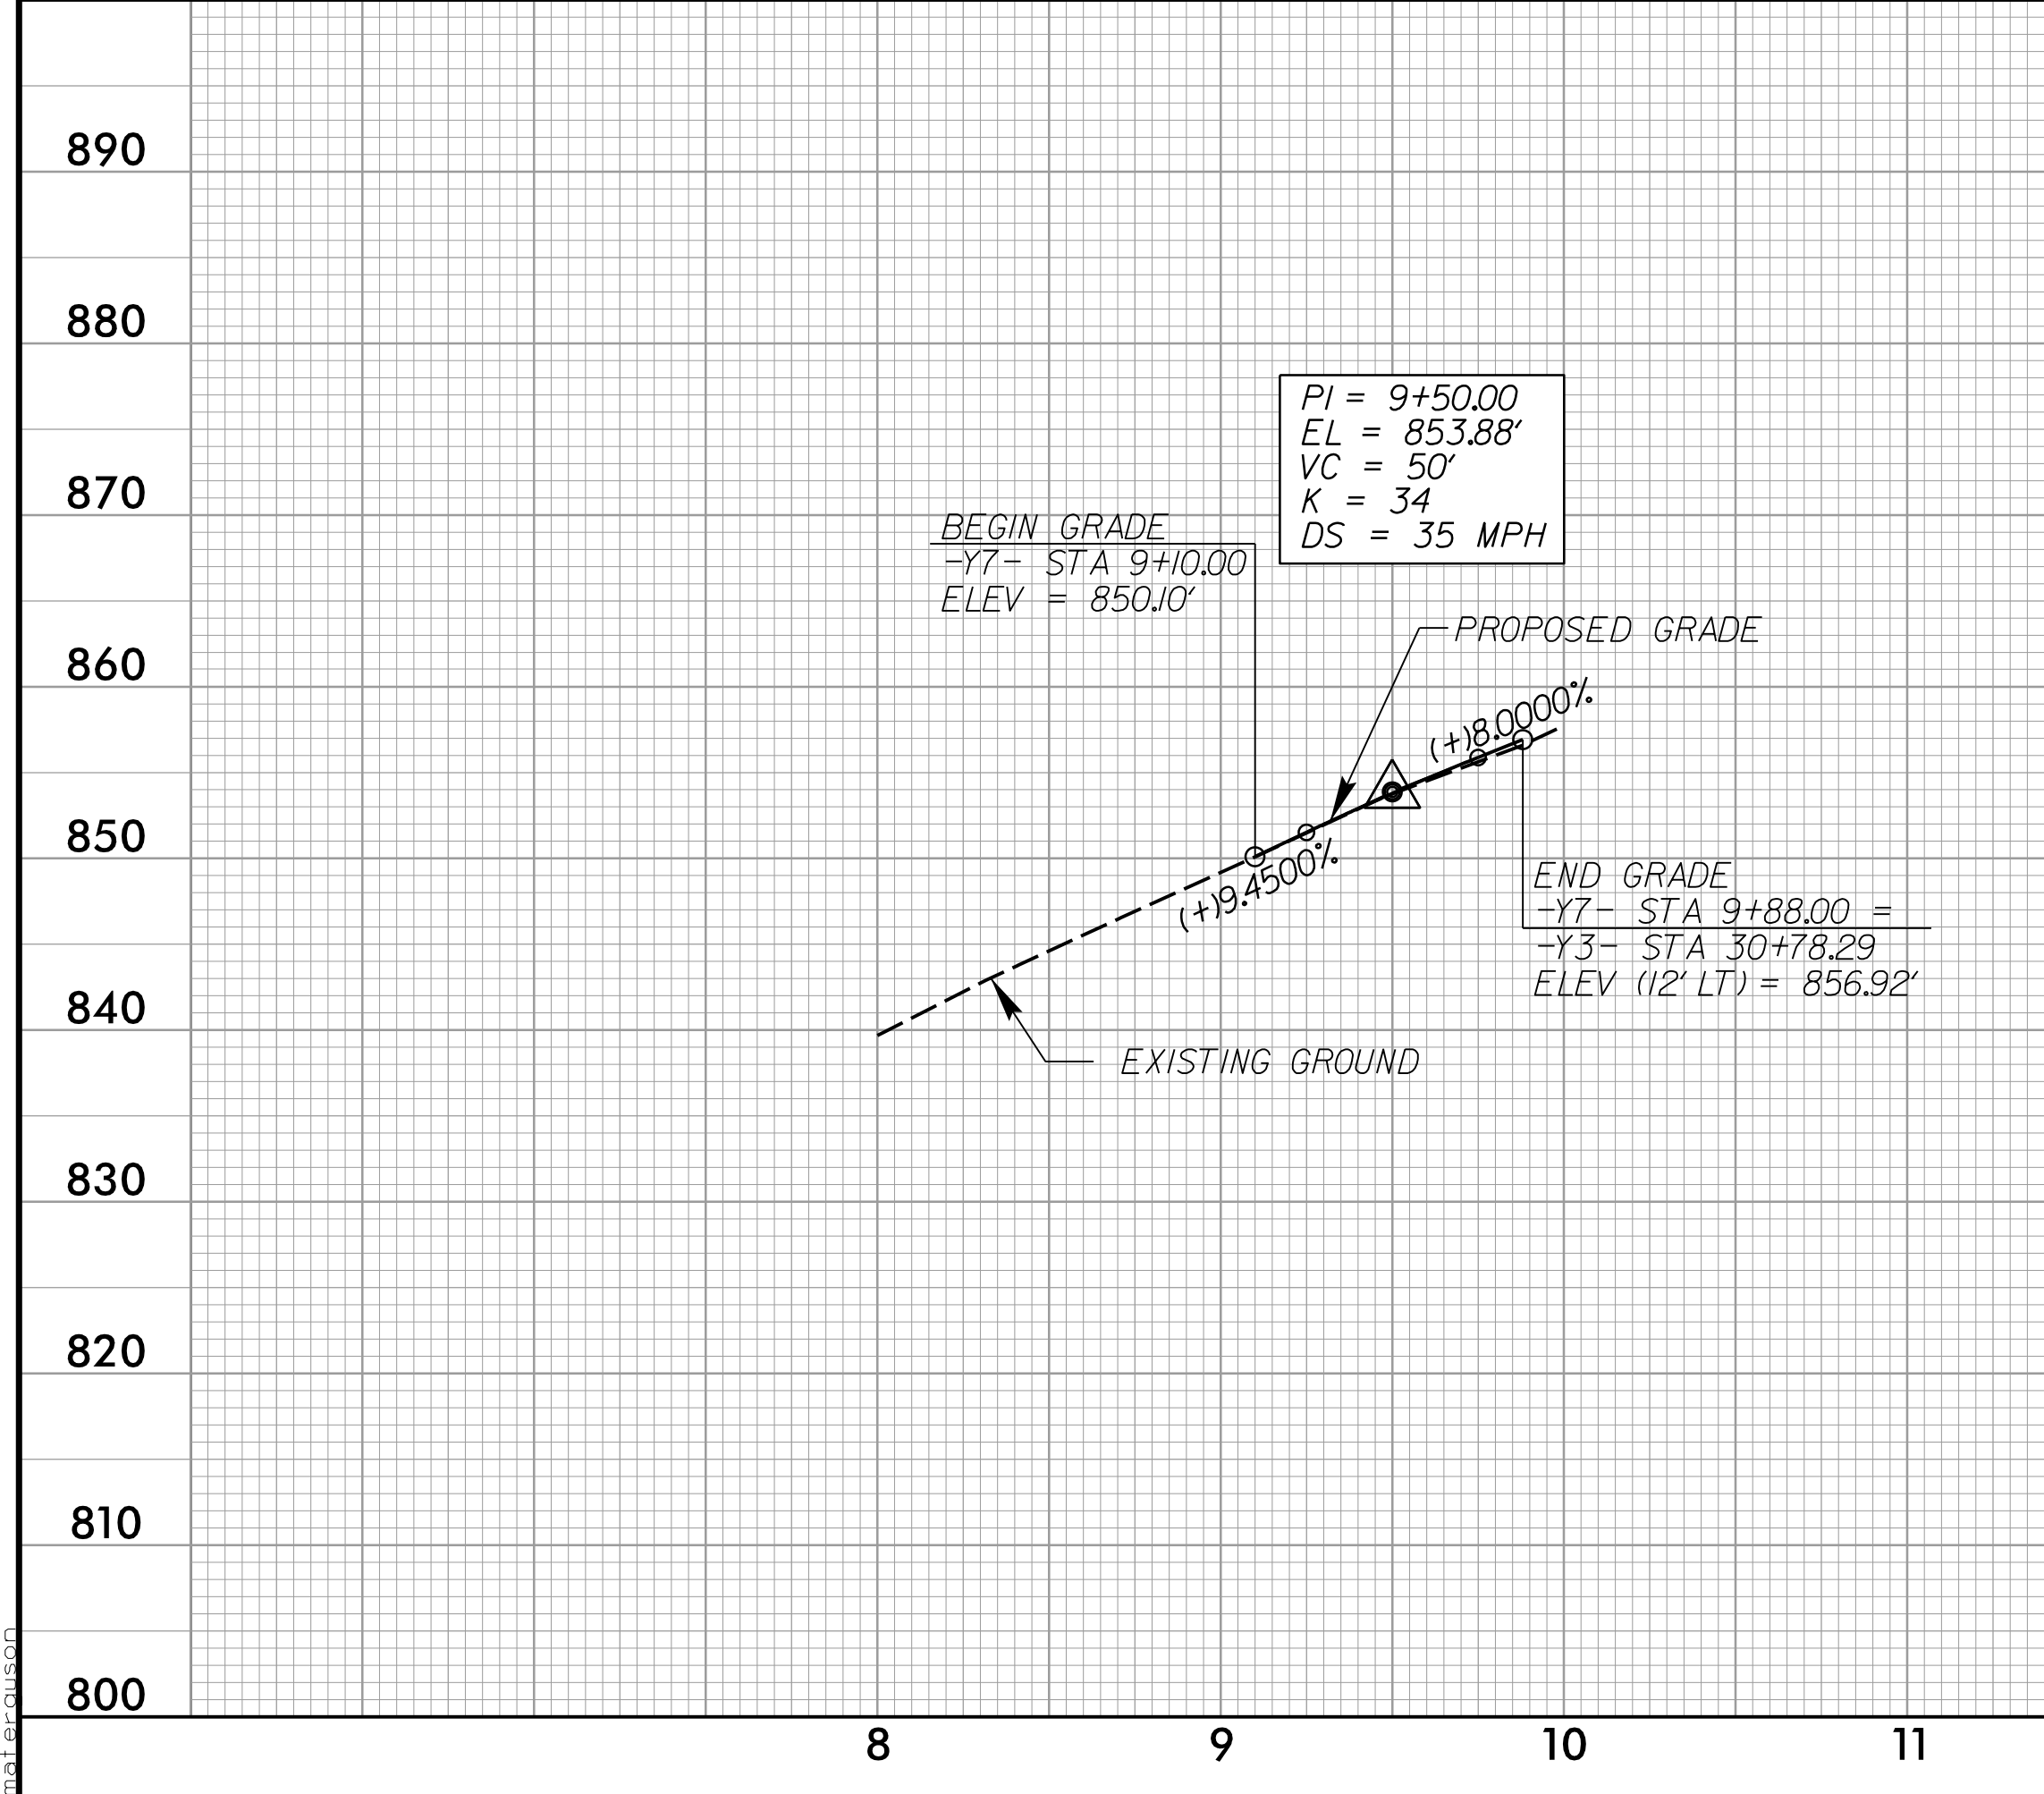 890
880
870
860
850
840
830
820
810
800
PI = 9+50.00
EL = 853.88'
VC = 50'
K = 34
DS = 35 MPH
BEGIN GRADE
-Y7- STA 9+10.00
ELEV = 850.10'
PROPOSED GRADE
(+)8.0000%
(+)9.4500%
END GRADE
-Y7- STA 9+88.00 =
-Y3- STA 30+78.29
ELEV (12' LT) = 856.92'
EXISTING GROUND
8 9 10 11